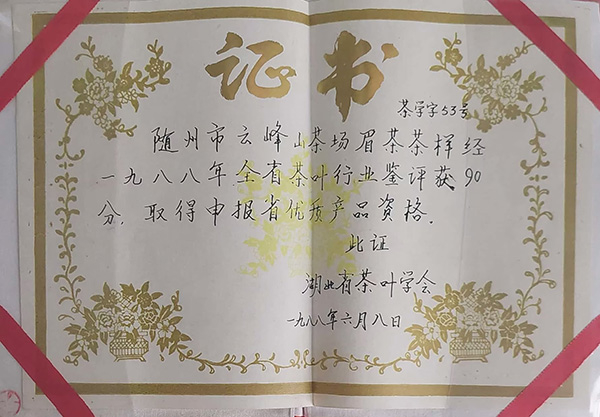 证书
茶学字53号
随州市云峰山茶场眉茶茶样经
一九八八年全省茶叶行业鉴评获90
分，取得申报省优质产品资格．
此证
湖北省茶叶学会
一九八八年六月八日